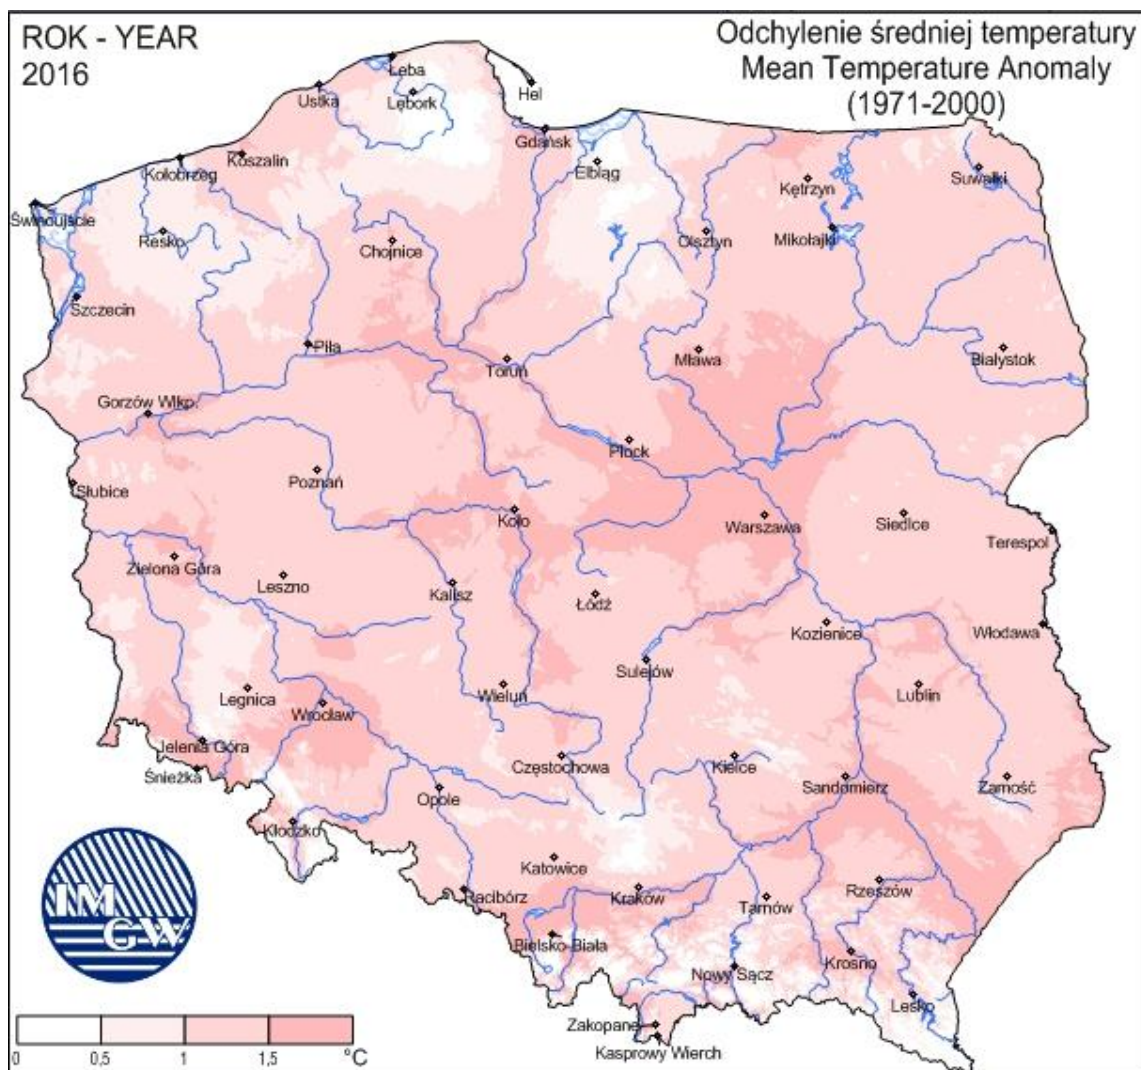 ROK - YEAR
2016
Odchylenie średniej temperatury
Mean Temperature Anomaly
(1971-2000)
Łeba
Hel
Ustka
Lębork
Gdańsk
Koszalin
Kołobrzeg
Elbląg
Suwałki
Kętrzyn
Świnoujście
Resko
Chojnice
Olsztyn
Mikołajki
Szczecin
Piła
Toruń
Mława
Białystok
Gorzów Wlkp.
Płock
Słubice
Poznań
Koło
Warszawa
Siedlce
Terespol
Zielona Góra
Leszno
Kalisz
Łódź
Kozienice
Włodawa
Sulejów
Legnica
Wrocław
Wieluń
Lublin
Jelenia Góra
Śnieżka
Częstochowa
Kielce
Sandomierz
Zamość
Opole
Kłodzko
Katowice
Racibórz
Kraków
Tarnów
Rzeszów
Bielsko-Biała
Nowy Sącz
Krosno
Lesko
Zakopane
Kasprowy Wierch
IM
GW
0 0,5 1 1,5 °C